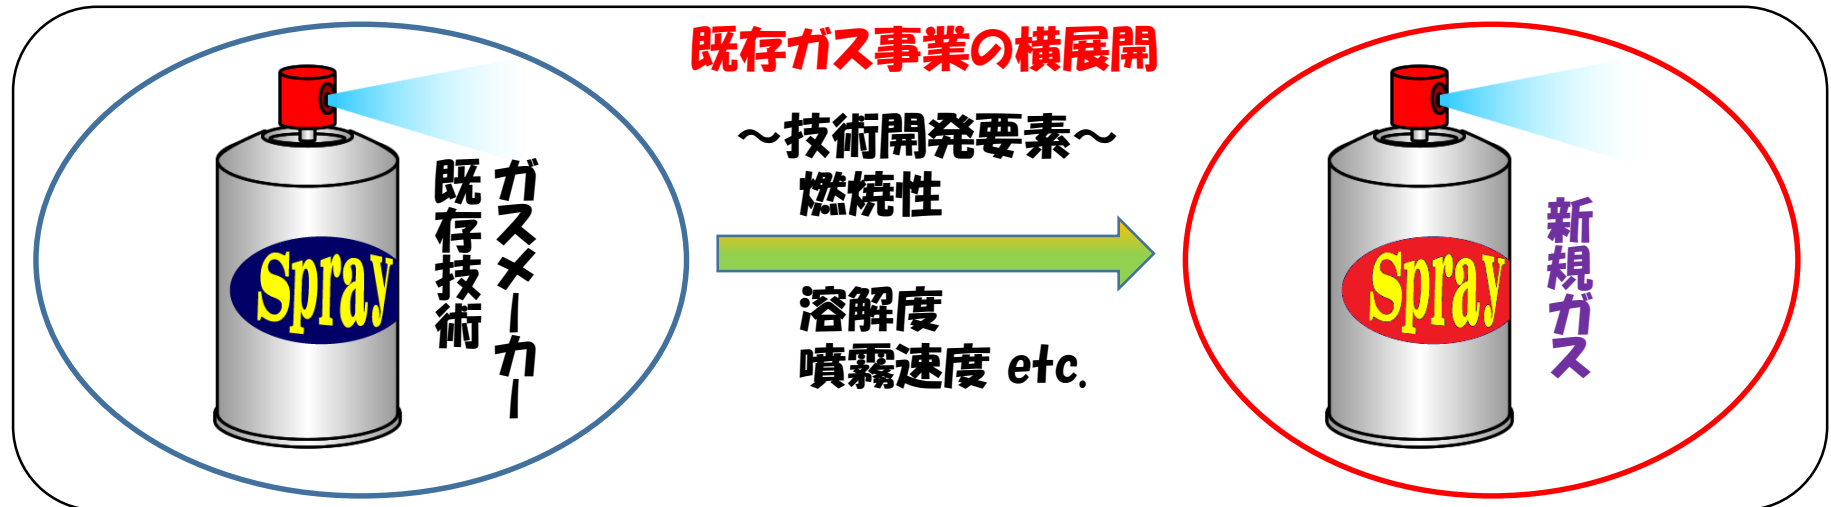 既存ガス事業の横展開
Spray
ガスメーカー
既存技術
～技術開発要素～
燃焼性
溶解度
噴霧速度 etc.
Spray
新規ガス